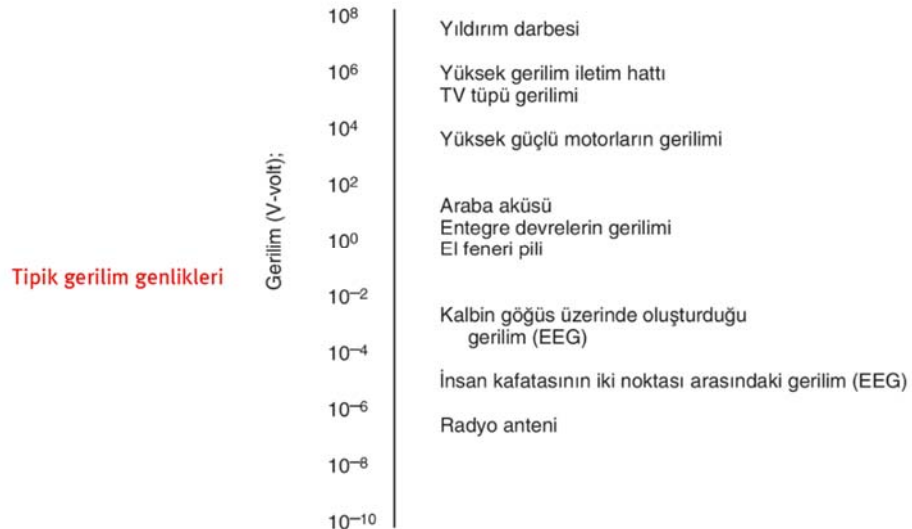 Tipik gerilim genlikleri
Gerilim (V-volt);
10⁸
Yıldırım darbesi
10⁶
Yüksek gerilim iletim hattı
TV tüpü gerilimi
10⁴
Yüksek güçlü motorların gerilimi
10²
Araba aküsü
Entegre devrelerin gerilimi
10⁰
El feneri pili
10⁻²
Kalbin göğüs üzerinde oluşturduğu
gerilim (EEG)
10⁻⁴
İnsan kafatasının iki noktası arasındaki gerilim (EEG)
10⁻⁶
Radyo anteni
10⁻⁸
10⁻¹⁰